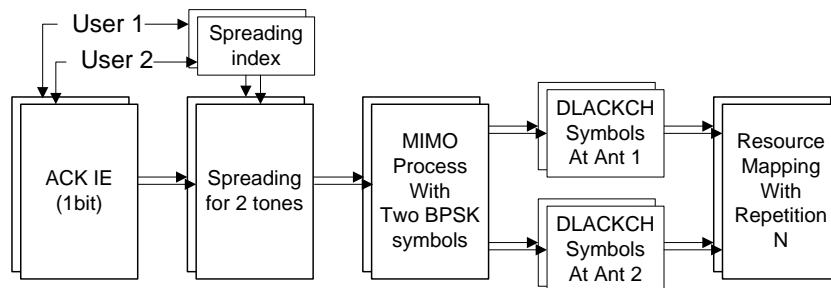 User 1
User 2
Spreading
index
ACK IE
(1bit)
Spreading
for 2 tones
MIMO
Process
With
Two BPSK
symbols
DLACKCH
Symbols
At Ant 1
DLACKCH
Symbols
At Ant 2
Resource
Mapping
With
Repetition
N